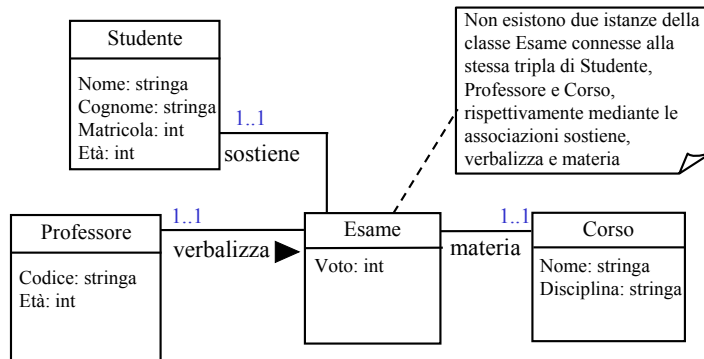 Studente
Nome: stringa
Cognome: stringa
Matricola: int
Età: int
1..1
sostiene
Non esistono due istanze della
classe Esame connesse alla
stessa tripla di Studente,
Professore e Corso,
rispettivamente mediante le
associazioni sostiene,
verbalizza e materia
Professore
Codice: stringa
Età: int
1..1
verbalizza
Esame
Voto: int
1..1
materia
Corso
Nome: stringa
Disciplina: stringa